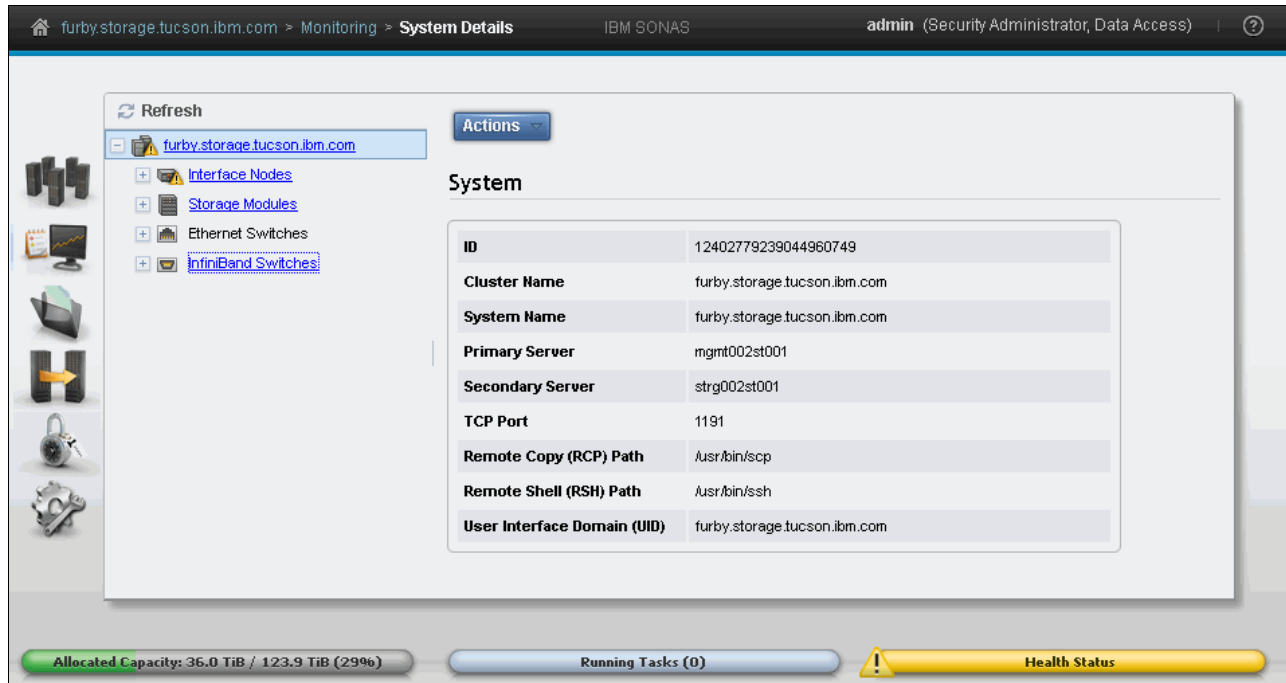 furby.storage.tucson.ibm.com > Monitoring > System Details IBM SONAS admin (Security Administrator, Data Access) | ?
Refresh
furby.storage.tucson.ibm.com
Interface Nodes
Storage Modules
Ethernet Switches
InfiniBand Switches
Actions
System
ID 12402779239044960749
Cluster Name furby.storage.tucson.ibm.com
System Name furby.storage.tucson.ibm.com
Primary Server mgmt002st001
Secondary Server strg002st001
TCP Port 1191
Remote Copy (RCP) Path /usr/bin/scp
Remote Shell (RSH) Path /usr/bin/ssh
User Interface Domain (UID) furby.storage.tucson.ibm.com
Allocated Capacity: 36.0 TiB / 123.9 TiB (29%) Running Tasks (0) Health Status